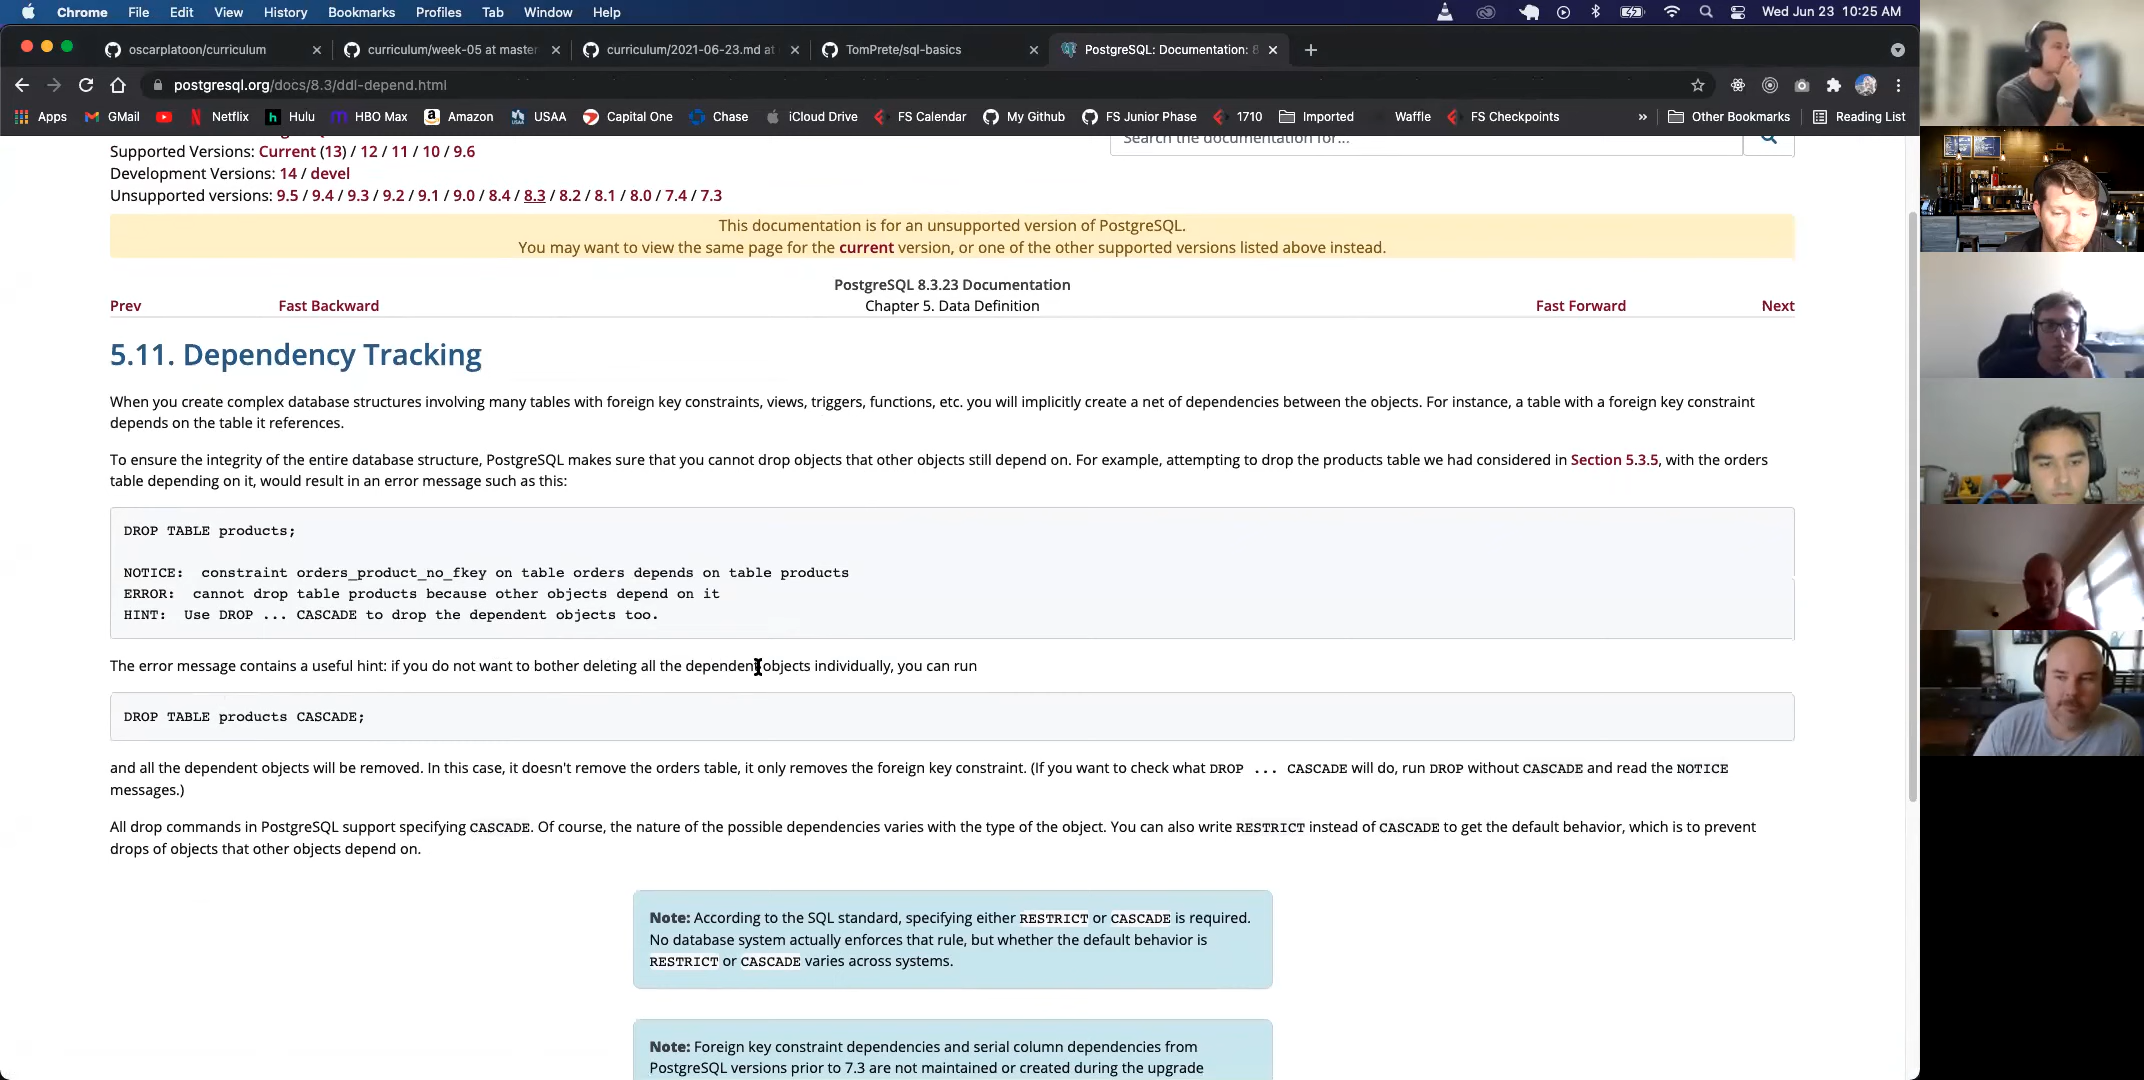 Chrome File Edit View History Bookmarks Profiles Tab Window Help Wed Jun 23 10:25 AM
oscarplatoon/curriculum curriculum/week-05 at master curriculum/2021-06-23.md at TomPrete/sql-basics PostgreSQL: Documentation: 8
postgresql.org/docs/8.3/ddl-depend.html
Apps GMail Netflix Hulu HBO Max Amazon USAA Capital One Chase iCloud Drive FS Calendar My Github FS Junior Phase 1710 Imported Waffle FS Checkpoints » Other Bookmarks Reading List
Supported Versions: Current (13) / 12 / 11 / 10 / 9.6
Search the documentation for...
Development Versions: 14 / devel
Unsupported versions: 9.5 / 9.4 / 9.3 / 9.2 / 9.1 / 9.0 / 8.4 / 8.3 / 8.2 / 8.1 / 8.0 / 7.4 / 7.3
This documentation is for an unsupported version of PostgreSQL.
You may want to view the same page for the current version, or one of the other supported versions listed above instead.
PostgreSQL 8.3.23 Documentation
Prev Fast Backward Chapter 5. Data Definition Fast Forward Next
5.11. Dependency Tracking
When you create complex database structures involving many tables with foreign key constraints, views, triggers, functions, etc. you will implicitly create a net of dependencies between the objects. For instance, a table with a foreign key constraint
depends on the table it references.
To ensure the integrity of the entire database structure, PostgreSQL makes sure that you cannot drop objects that other objects still depend on. For example, attempting to drop the products table we had considered in Section 5.3.5, with the orders
table depending on it, would result in an error message such as this:
DROP TABLE products;
NOTICE:  constraint orders_product_no_fkey on table orders depends on table products
ERROR:  cannot drop table products because other objects depend on it
HINT:  Use DROP ... CASCADE to drop the dependent objects too.
The error message contains a useful hint: if you do not want to bother deleting all the dependent objects individually, you can run
DROP TABLE products CASCADE;
and all the dependent objects will be removed. In this case, it doesn't remove the orders table, it only removes the foreign key constraint. (If you want to check what DROP ... CASCADE will do, run DROP without CASCADE and read the NOTICE
messages.)
All drop commands in PostgreSQL support specifying CASCADE. Of course, the nature of the possible dependencies varies with the type of the object. You can also write RESTRICT instead of CASCADE to get the default behavior, which is to prevent
drops of objects that other objects depend on.
Note: According to the SQL standard, specifying either RESTRICT or CASCADE is required.
No database system actually enforces that rule, but whether the default behavior is
RESTRICT or CASCADE varies across systems.
Note: Foreign key constraint dependencies and serial column dependencies from
PostgreSQL versions prior to 7.3 are not maintained or created during the upgrade